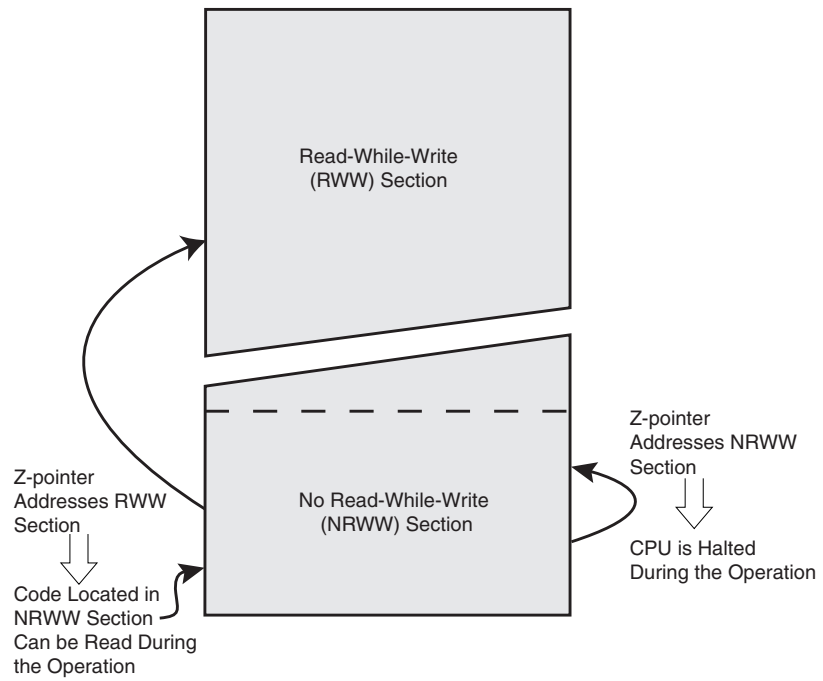 Read-While-Write
(RWW) Section
Z-pointer
Addresses NRWW
Section
Z-pointer
Addresses RWW
Section
No Read-While-Write
(NRWW) Section
CPU is Halted
During the Operation
Code Located in
NRWW Section
Can be Read During
the Operation